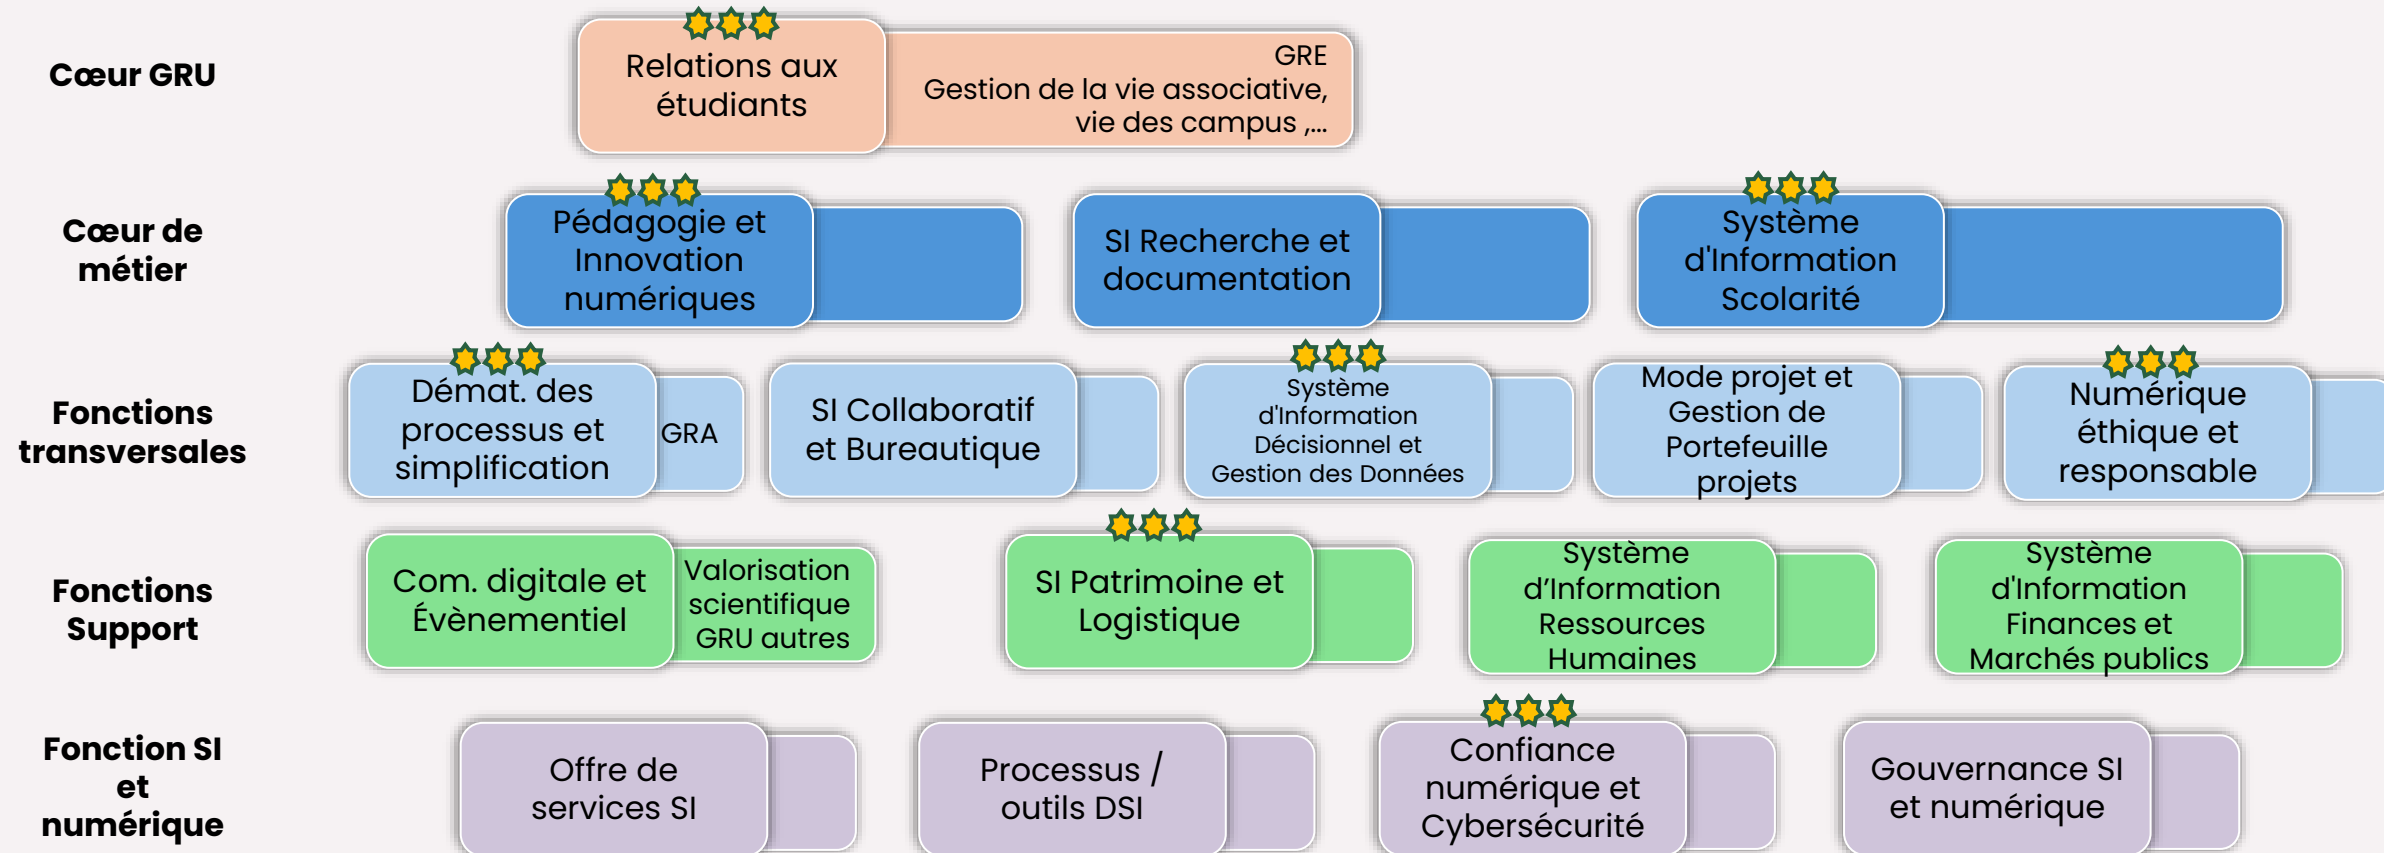 Cœur GRU
Relations aux
étudiants
GRE
Gestion de la vie associative,
vie des campus ,...
Cœur de
métier
Pédagogie et
Innovation
numériques
SI Recherche et
documentation
Système
d'Information
Scolarité
Fonctions
transversales
Démat. des
processus et
simplification
GRA
SI Collaboratif
et Bureautique
Système
d'Information
Décisionnel et
Gestion des Données
Mode projet et
Gestion de
Portefeuille
projets
Numérique
éthique et
responsable
Fonctions
Support
Com. digitale et
Évènementiel
Valorisation
scientifique
GRU autres
SI Patrimoine et
Logistique
Système
d’Information
Ressources
Humaines
Système
d'Information
Finances et
Marchés publics
Fonction SI
et
numérique
Offre de
services SI
Processus /
outils DSI
Confiance
numérique et
Cybersécurité
Gouvernance SI
et numérique